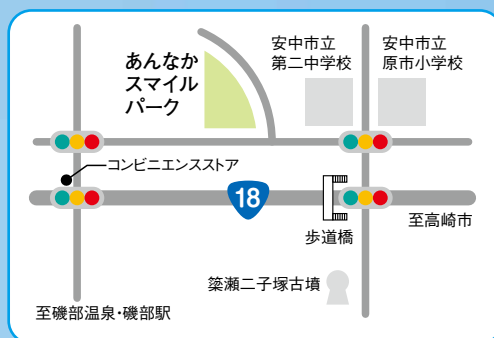 あんなか
スマイル
パーク
安中市立
第二中学校
安中市立
原市小学校
コンビニエンスストア
18
歩道橋
至高崎市
簗瀬二子塚古墳
至磯部温泉・磯部駅